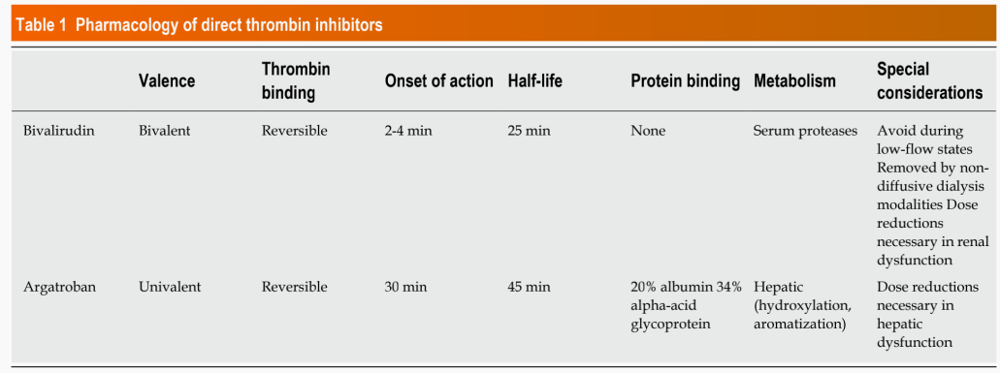 Table 1 Pharmacology of direct thrombin inhibitors
Valence Thrombin binding Onset of action Half-life Protein binding Metabolism Special considerations
Bivalirudin Bivalent Reversible 2-4 min 25 min None Serum proteases Avoid during
low-flow states
Removed by non-
diffusive dialysis
modalities Dose
reductions
necessary in renal
dysfunction
Argatroban Univalent Reversible 30 min 45 min 20% albumin 34% Hepatic Dose reductions
alpha-acid (hydroxylation, necessary in
glycoprotein aromatization) hepatic
dysfunction